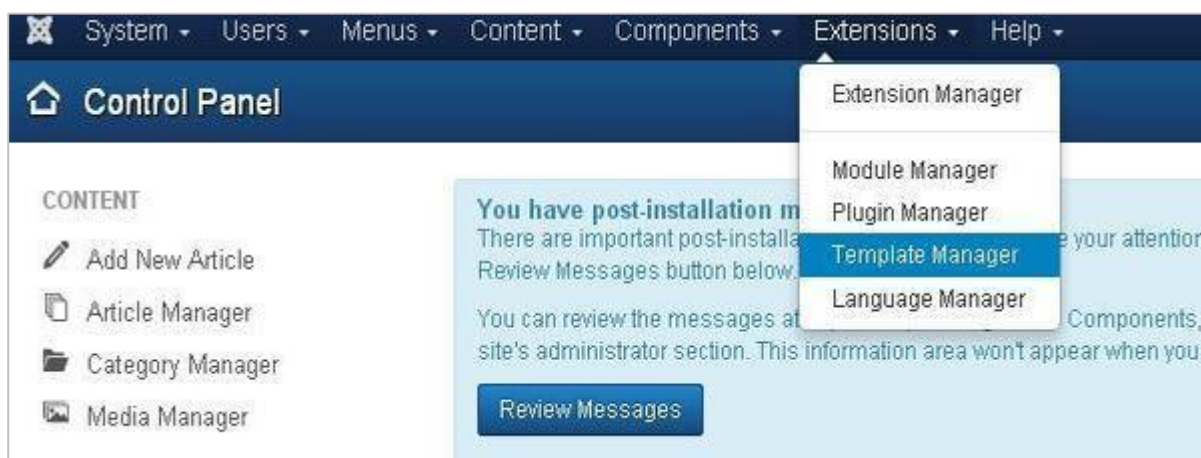 System Users Menus Content Components Extensions Help
Control Panel
Extension Manager
Module Manager
Plugin Manager
Template Manager
Language Manager
CONTENT
Add New Article
Article Manager
Category Manager
Media Manager
You have post-installation m
There are important post-installa e your attention
Review Messages button below.
You can review the messages at Components,
site's administrator section. This information area won't appear when you
Review Messages